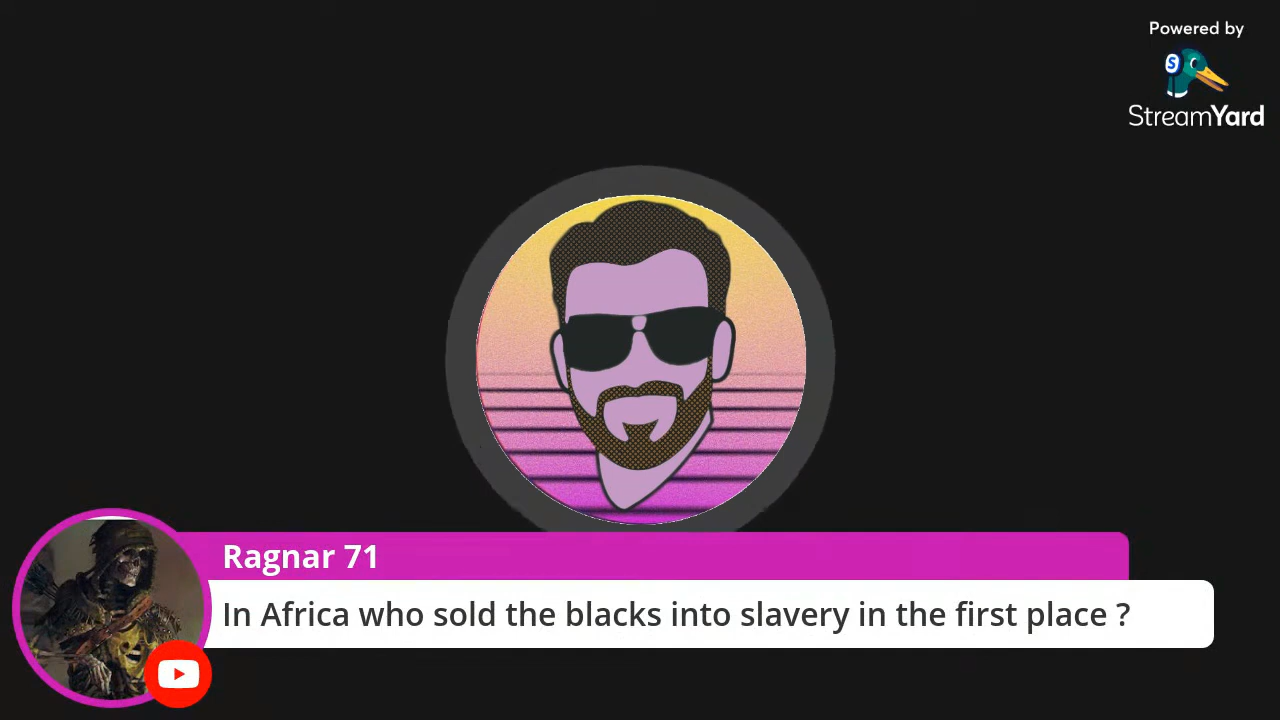 Powered by
S
StreamYard
Ragnar 71
In Africa who sold the blacks into slavery in the first place ?